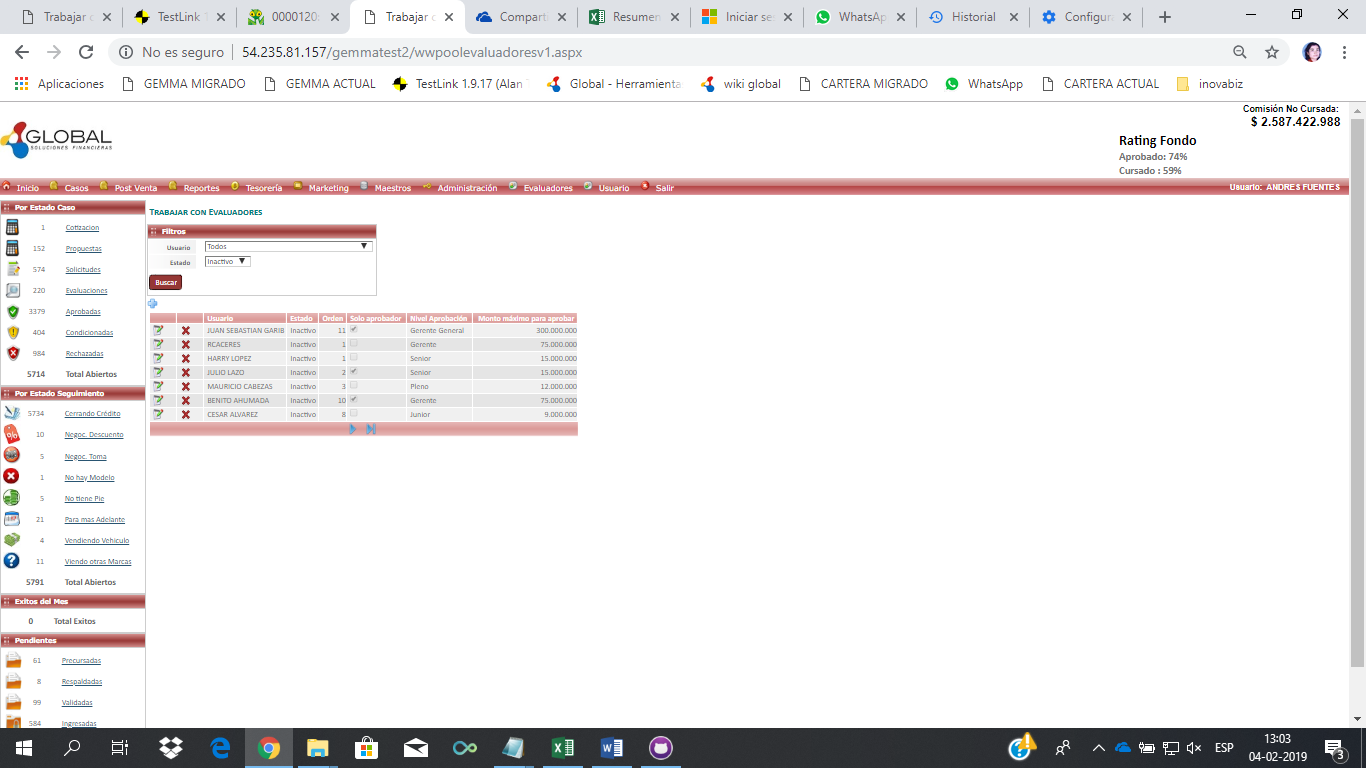 Trabajar c
TestLink 1
0000120:
Trabajar c
Comparti
Resumen
Iniciar ses
WhatsAp
Historial
Configura
No es seguro
54.235.81.157/gemmatest2/wwpoolevaluadoresv1.aspx
Aplicaciones
GEMMA MIGRADO
GEMMA ACTUAL
TestLink 1.9.17 (Alan
Global - Herramienta
wiki global
CARTERA MIGRADO
WhatsApp
CARTERA ACTUAL
inovabiz
Comisión No Cursada:
$ 2.587.422.988
GLOBAL
SOLUCIONES FINANCIERAS
Rating Fondo
Aprobado: 74%
Cursado : 59%
Inicio Casos Post Venta Reportes Tesorería Marketing Maestros Administración Evaluadores Usuario Salir
Usuario: ANDRES FUENTES
Por Estado Caso
1 Cotizacion
152 Propuestas
574 Solicitudes
220 Evaluaciones
3379 Aprobadas
404 Condicionadas
984 Rechazadas
5714 Total Abiertos
Por Estado Seguimiento
5734 Cerrando Crédito
10 Negoc. Descuento
5 Negoc. Toma
1 No hay Modelo
5 No tiene Pie
21 Para mas Adelante
4 Vendiendo Vehiculo
11 Viendo otras Marcas
5791 Total Abiertos
Exitos del Mes
0 Total Exitos
Pendientes
61 Precursadas
8 Respaldadas
99 Validadas
584 Ingresadas
TRABAJAR CON EVALUADORES
Filtros
Usuario Todos
Estado Inactivo
Buscar
Usuario Estado Orden Solo aprobador Nivel Aprobación Monto máximo para aprobar
JUAN SEBASTIAN GARIB Inactivo 11 Gerente General 300.000.000
RCACERES Inactivo 1 Gerente 75.000.000
HARRY LOPEZ Inactivo 1 Senior 15.000.000
JULIO LAZO Inactivo 2 Senior 15.000.000
MAURICIO CABEZAS Inactivo 3 Pleno 12.000.000
BENITO AHUMADA Inactivo 10 Gerente 75.000.000
CESAR ALVAREZ Inactivo 8 Junior 9.000.000
ESP
13:03
04-02-2019
3